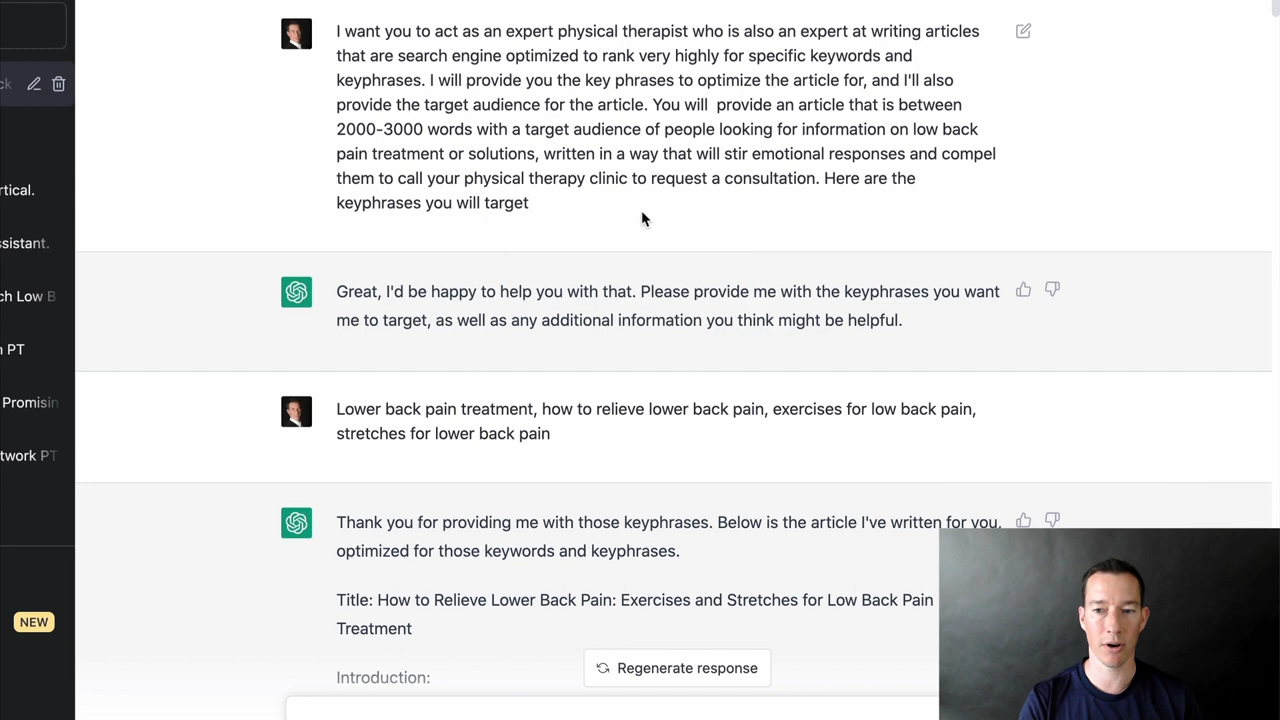 I want you to act as an expert physical therapist who is also an expert at writing articles
that are search engine optimized to rank very highly for specific keywords and
keyphrases. I will provide you the key phrases to optimize the article for, and I'll also
provide the target audience for the article. You will  provide an article that is between
2000-3000 words with a target audience of people looking for information on low back
pain treatment or solutions, written in a way that will stir emotional responses and compel
them to call your physical therapy clinic to request a consultation. Here are the
keyphrases you will target
ck
rtical.
sistant.
ch Low B
PT
Promisin
twork PT
NEW
Great, I'd be happy to help you with that. Please provide me with the keyphrases you want
me to target, as well as any additional information you think might be helpful.
Lower back pain treatment, how to relieve lower back pain, exercises for low back pain,
stretches for lower back pain
Thank you for providing me with those keyphrases. Below is the article I've written for you,
optimized for those keywords and keyphrases.
Title: How to Relieve Lower Back Pain: Exercises and Stretches for Low Back Pain
Treatment
Introduction:
Regenerate response